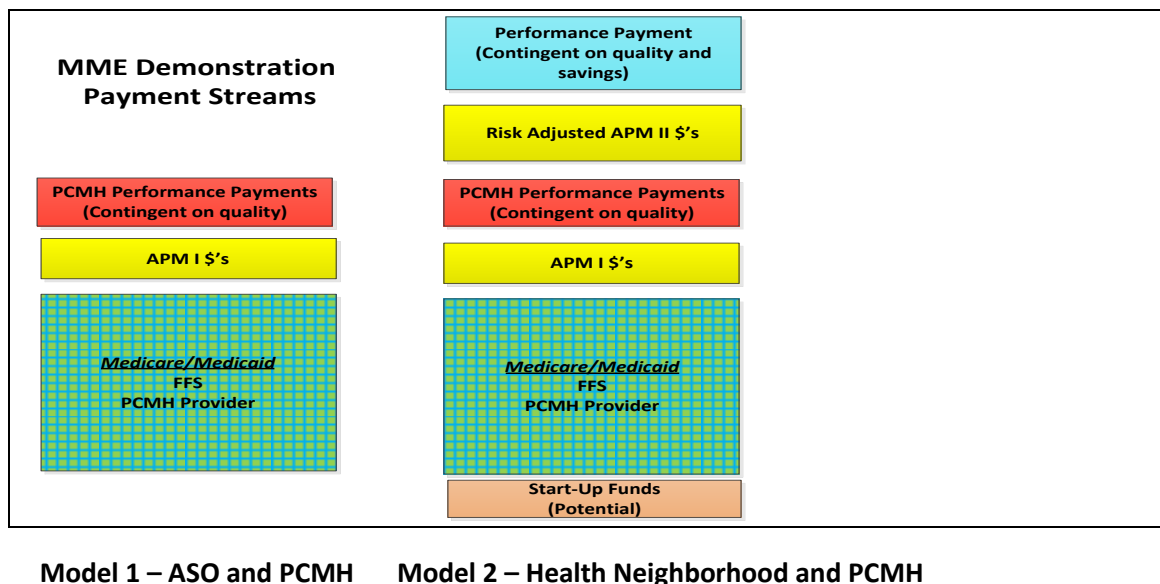 MME Demonstration
Payment Streams
PCMH Performance Payments
(Contingent on quality)
APM I $'s
Medicare/Medicaid
FFS
PCMH Provider
Performance Payment
(Contingent on quality and
savings)
Risk Adjusted APM II $'s
PCMH Performance Payments
(Contingent on quality)
APM I $'s
Medicare/Medicaid
FFS
PCMH Provider
Start-Up Funds
(Potential)
Model 1 – ASO and PCMH
Model 2 – Health Neighborhood and PCMH